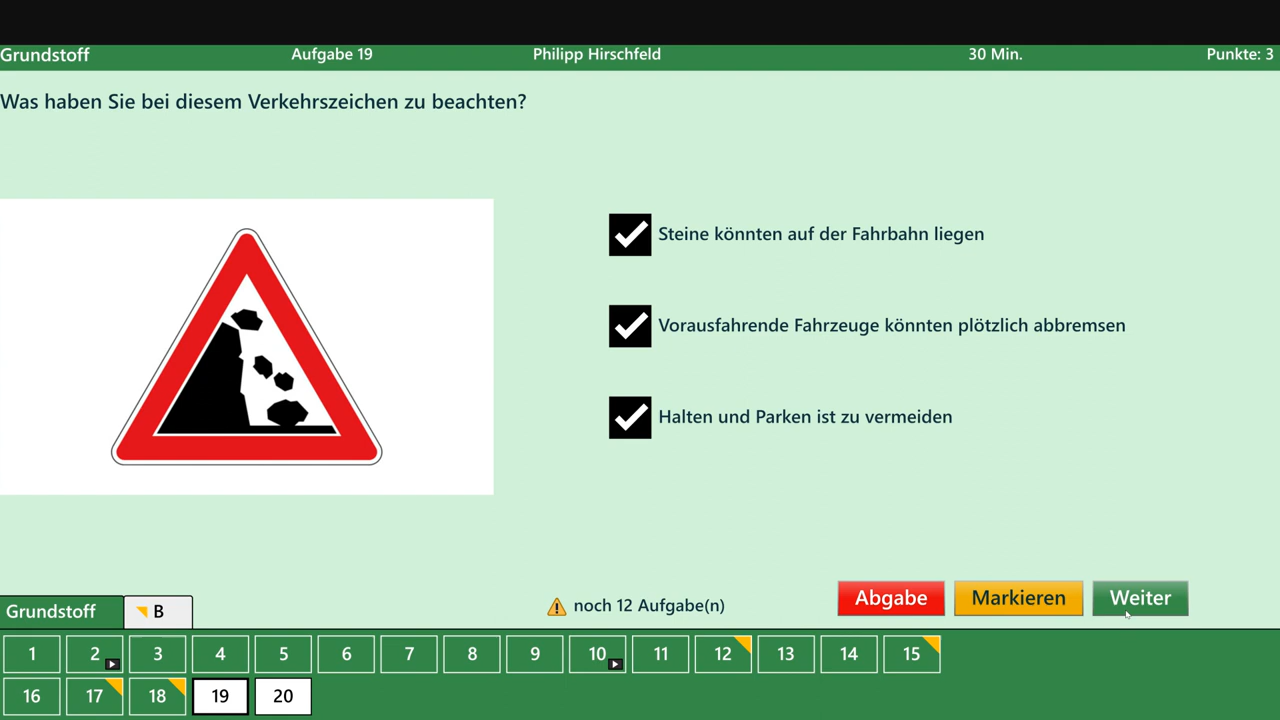 Grundstoff Aufgabe 19 Philipp Hirschfeld 30 Min. Punkte: 3
Was haben Sie bei diesem Verkehrszeichen zu beachten?
Steine könnten auf der Fahrbahn liegen
Vorausfahrende Fahrzeuge könnten plötzlich abbremsen
Halten und Parken ist zu vermeiden
Grundstoff B noch 12 Aufgabe(n) Abgabe Markieren Weiter
1 2 3 4 5 6 7 8 9 10 11 12 13 14 15
16 17 18 19 20